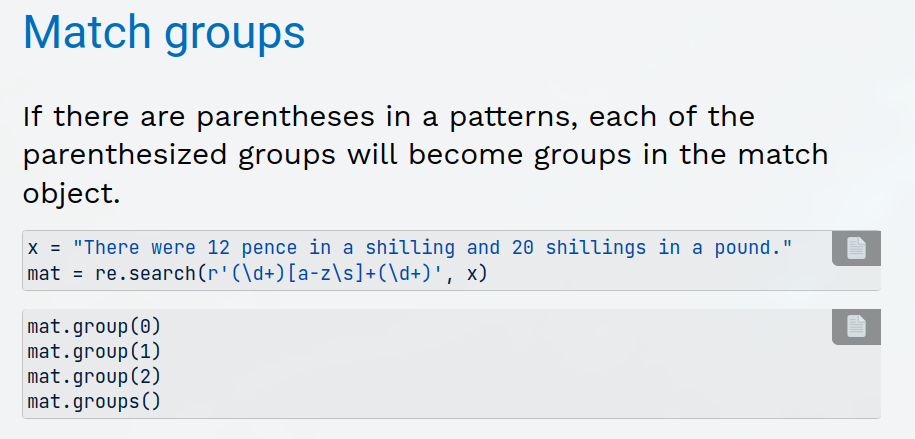 Match groups
If there are parentheses in a patterns, each of the
parenthesized groups will become groups in the match
object.
x = "There were 12 pence in a shilling and 20 shillings in a pound."
mat = re.search(r'(\d+)[a-z\s]+(\d+)', x)
mat.group(0)
mat.group(1)
mat.group(2)
mat.groups()